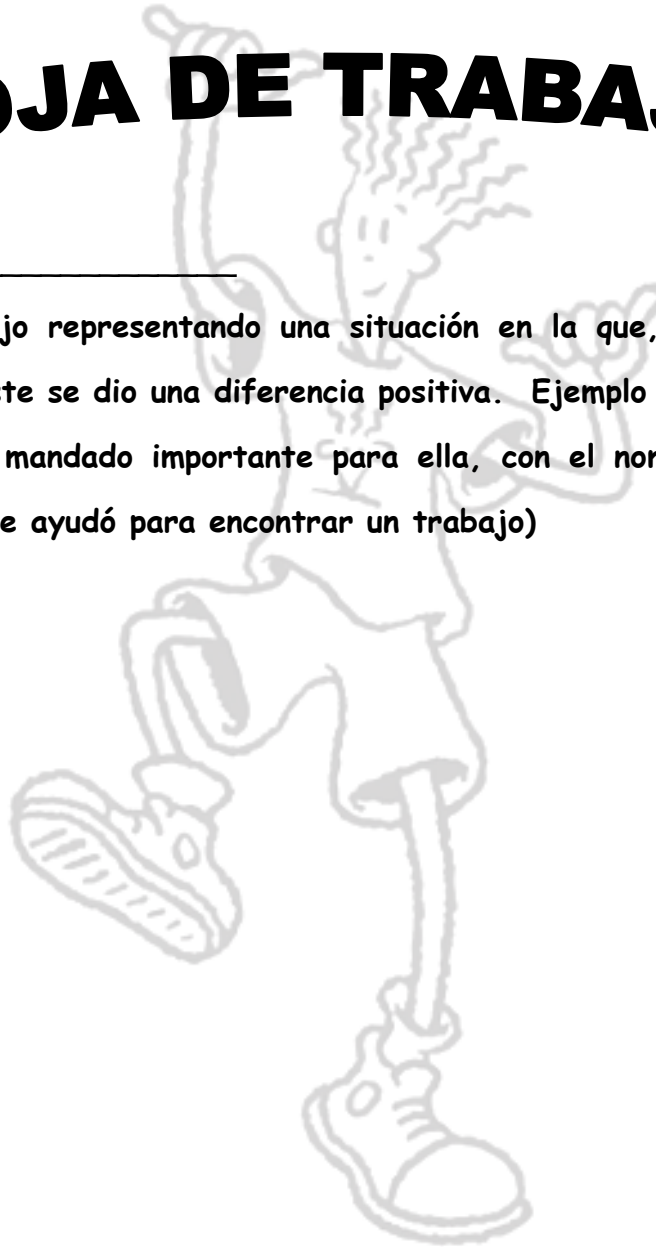 OJA DE TRABAJ
jo representando una situación en la que,
ste se dio una diferencia positiva. Ejemplo
mandado importante para ella, con el nor
e ayudó para encontrar un trabajo)